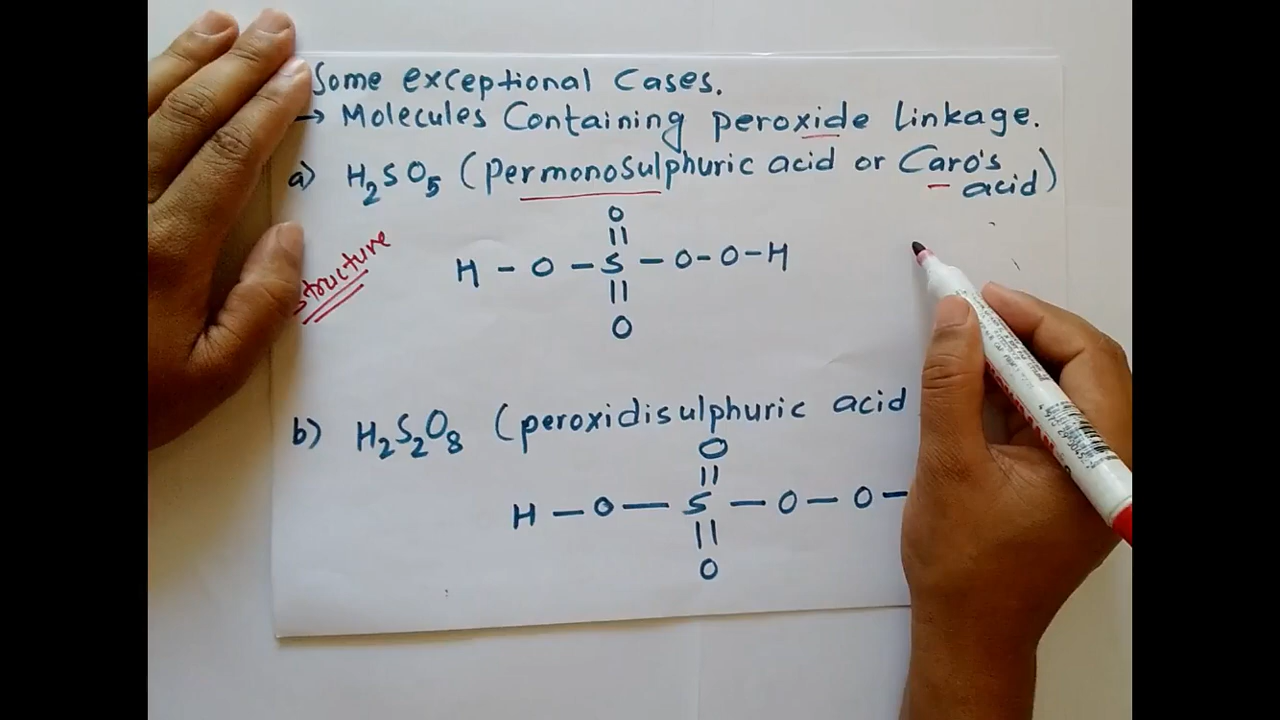 Some exceptional Cases.
→ Molecules Containing peroxide linkage.
a) H₂SO₅ (Permonosulphuric acid or Caro's acid)
Structure
O
||
H – O – S – O – O – H
||
O
b) H₂S₂O₈ (peroxidisulphuric acid
O
||
H – O – S – O – O –
||
O